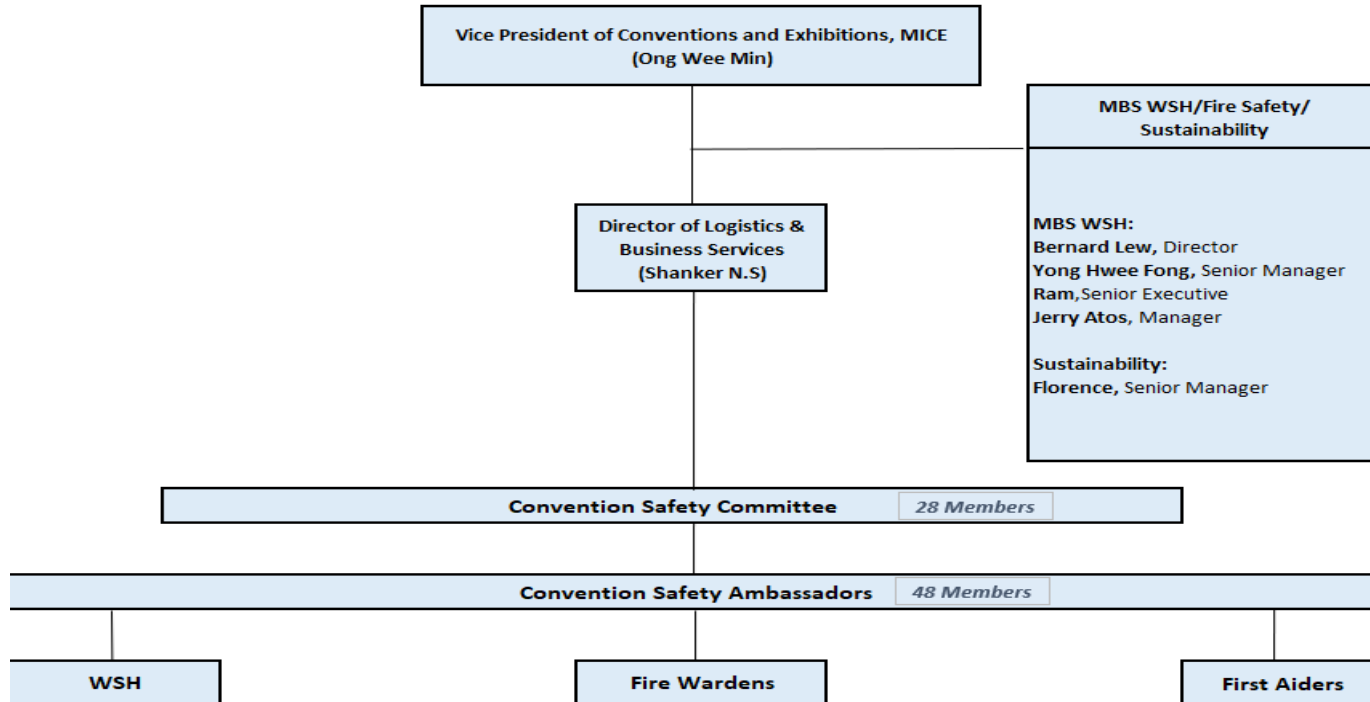 Vice President of Conventions and Exhibitions, MICE
(Ong Wee Min)
MBS WSH/Fire Safety/
Sustainability
MBS WSH:
Bernard Lew, Director
Yong Hwee Fong, Senior Manager
Ram,Senior Executive
Jerry Atos, Manager
Sustainability:
Florence, Senior Manager
Director of Logistics &
Business Services
(Shanker N.S)
Convention Safety Committee 28 Members
Convention Safety Ambassadors 48 Members
WSH
Fire Wardens
First Aiders